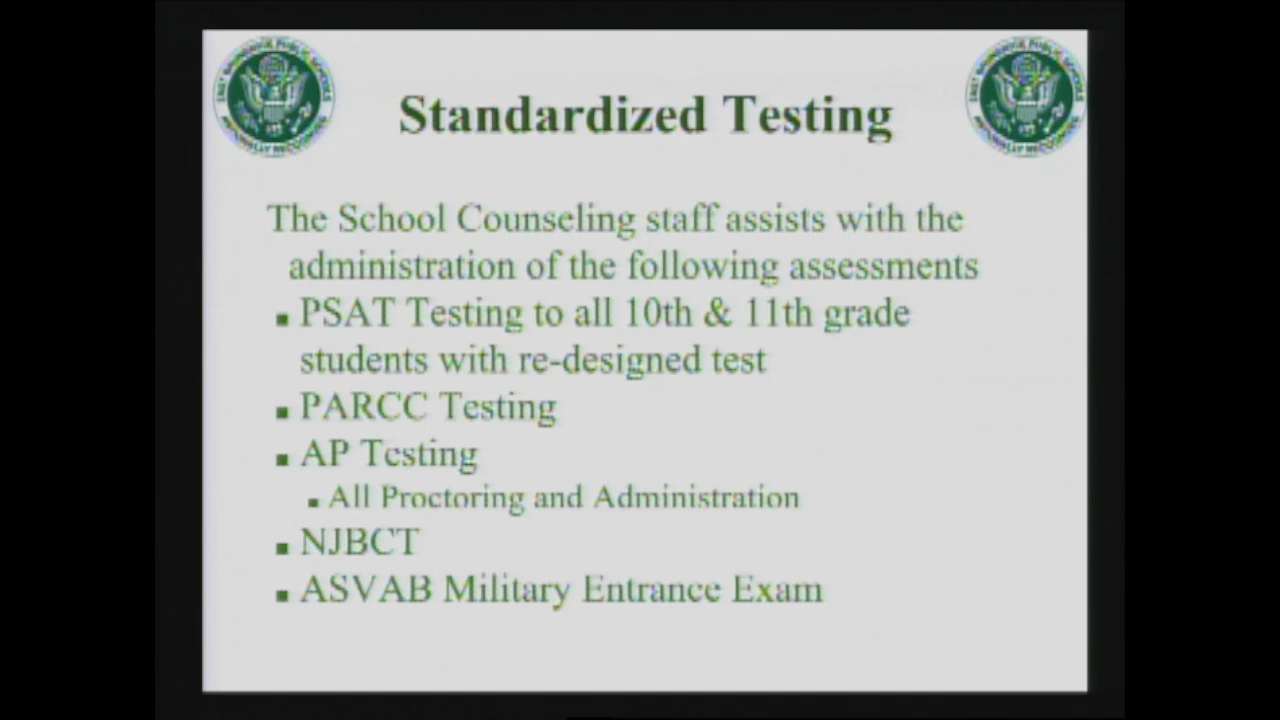 Standardized Testing
The School Counseling staff assists with the
administration of the following assessments
▪ PSAT Testing to all 10th & 11th grade
students with re-designed test
▪ PARCC Testing
▪ AP Testing
▪ All Proctoring and Administration
▪ NJBCT
▪ ASVAB Military Entrance Exam